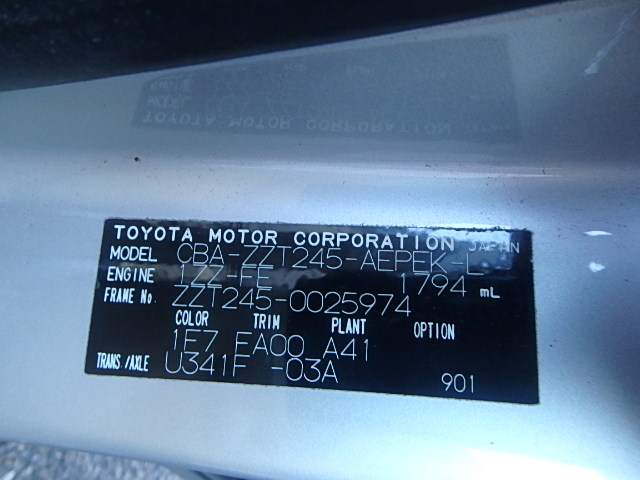 TOYOTA MOTOR CORPORATION JAPAN
MODEL CBA-ZZT245-AEPEK-L
ENGINE 1ZZ-FE 1794 mL
FRAME No. ZZT245-0025974
COLOR TRIM PLANT OPTION
1E7 EA00 A41
TRANS./AXLE U341F -03A
901